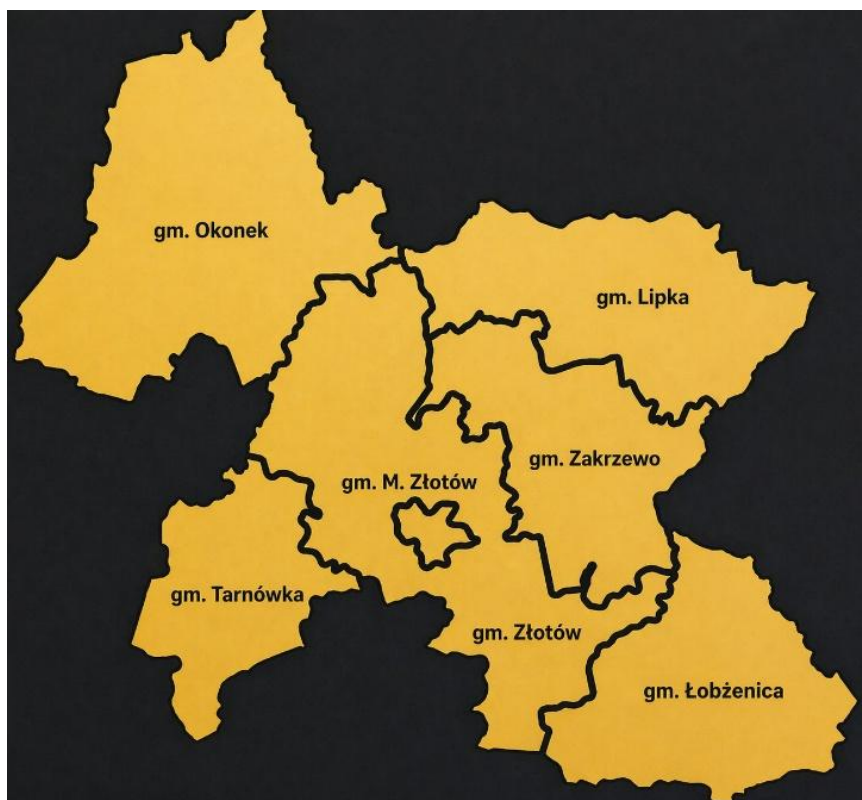 gm. Okonek
gm. Lipka
gm. Zakrzewo
gm. M. Złotów
gm. Tarnówka
gm. Złotów
gm. Łobżenica